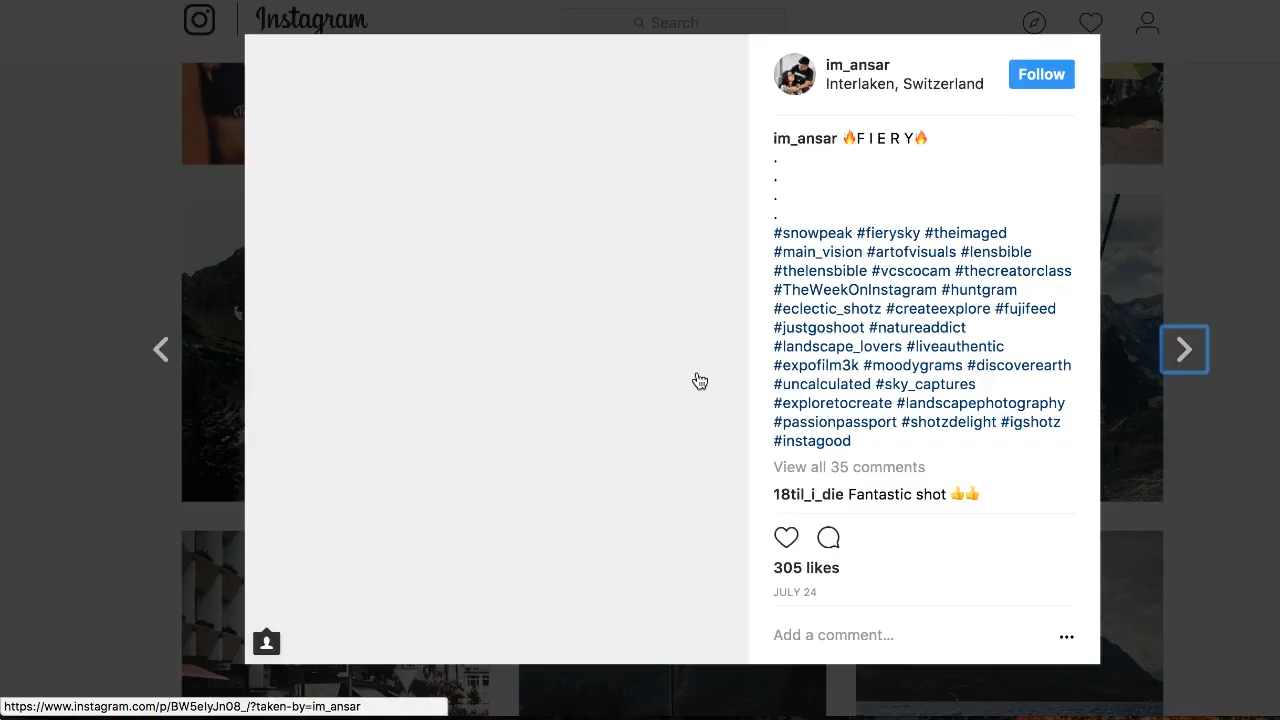 Instagram
Search
im_ansar
Interlaken, Switzerland
Follow
im_ansar 🔥F I E R Y🔥
.
.
.
.
#snowpeak #fierysky #theimaged
#main_vision #artofvisuals #lensbible
#thelensbible #vcscocam #thecreatorclass
#TheWeekOnInstagram #huntgram
#eclectic_shotz #createexplore #fujifeed
#justgoshoot #natureaddict
#landscape_lovers #liveauthentic
#expofilm3k #moodygrams #discoverearth
#uncalculated #sky_captures
#exploretocreate #landscapephotography
#passionpassport #shotzdelight #igshotz
#instagood
View all 35 comments
18til_i_die Fantastic shot 👍👍
305 likes
JULY 24
Add a comment...
https://www.instagram.com/p/BW5elyJn08_/?taken-by=im_ansar